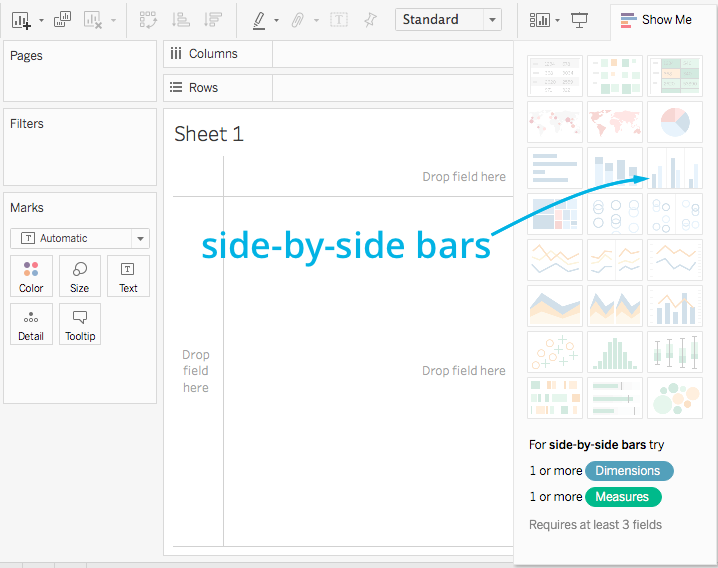 Standard
Show Me
Pages
Columns
Rows
Filters
Sheet 1
Drop field here
Marks
Automatic
side-by-side bars
Color
Size
Text
Detail
Tooltip
Drop
field
here
Drop field here
For side-by-side bars try
1 or more Dimensions
1 or more Measures
Requires at least 3 fields